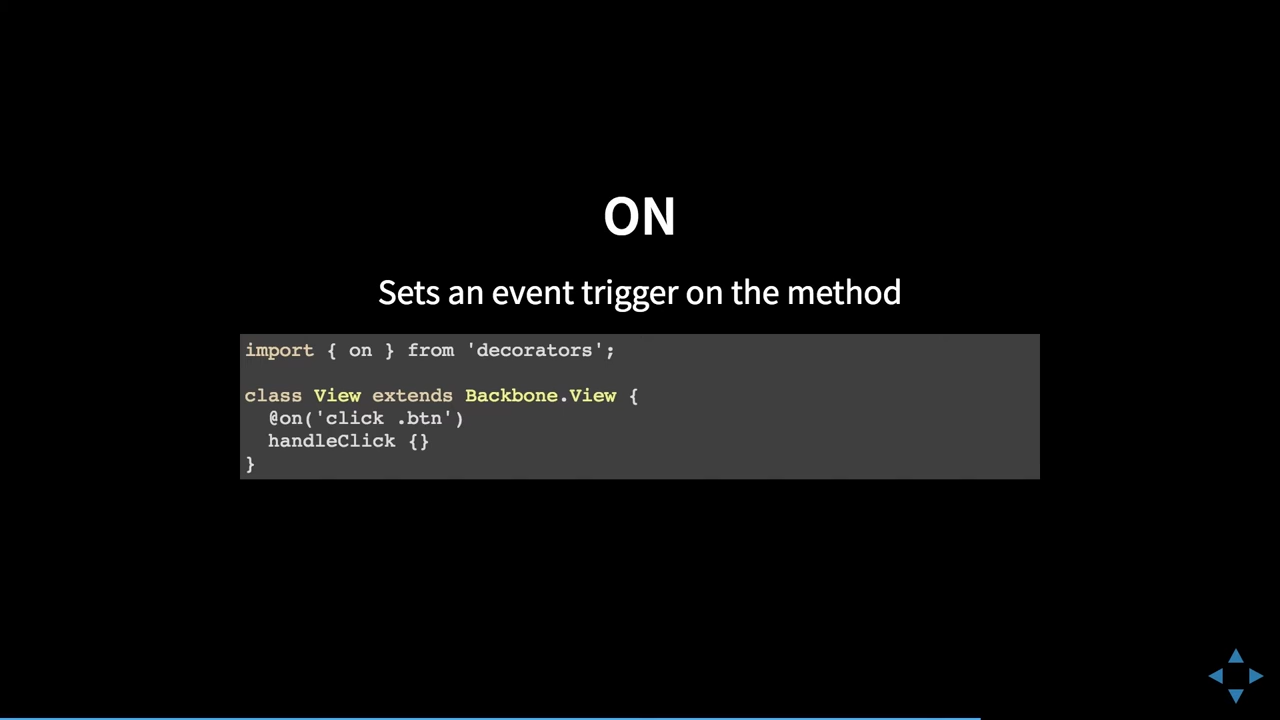 ON
Sets an event trigger on the method
import { on } from 'decorators';
class View extends Backbone.View {
  @on('click .btn')
  handleClick {}
}